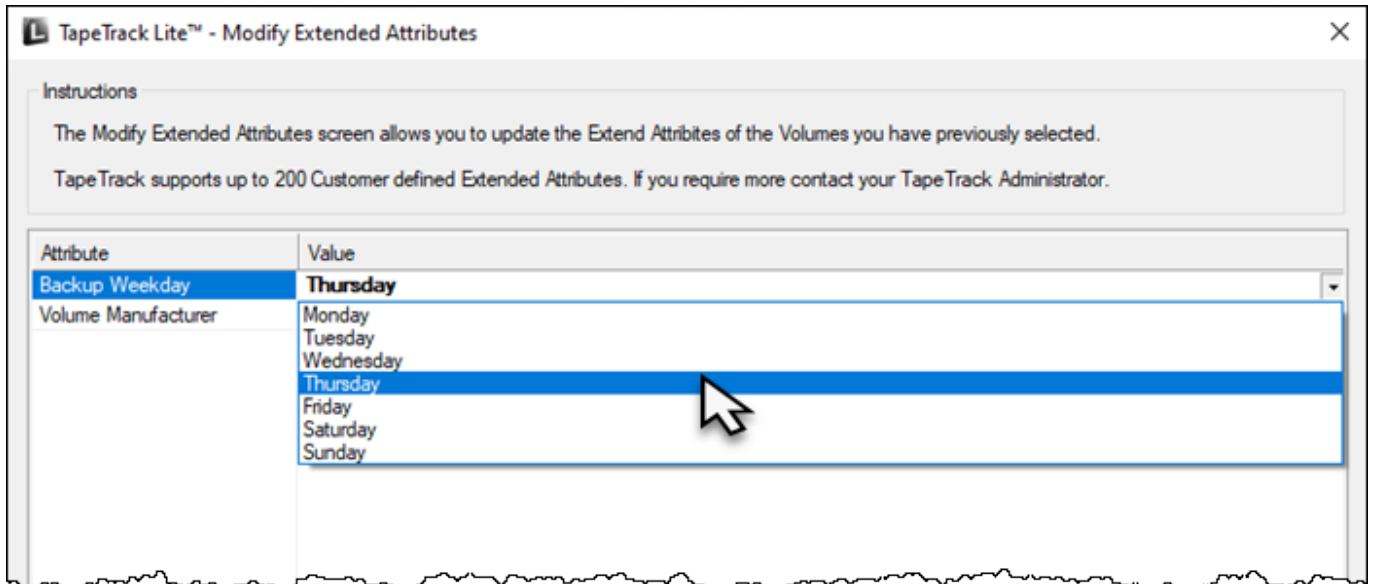 TapeTrack Lite™ - Modify Extended Attributes
Instructions
The Modify Extended Attributes screen allows you to update the Extend Attribites of the Volumes you have previously selected.
TapeTrack supports up to 200 Customer defined Extended Attributes. If you require more contact your TapeTrack Administrator.
Attribute Value
Backup Weekday Thursday
Volume Manufacturer Monday
Tuesday
Wednesday
Thursday
Friday
Saturday
Sunday